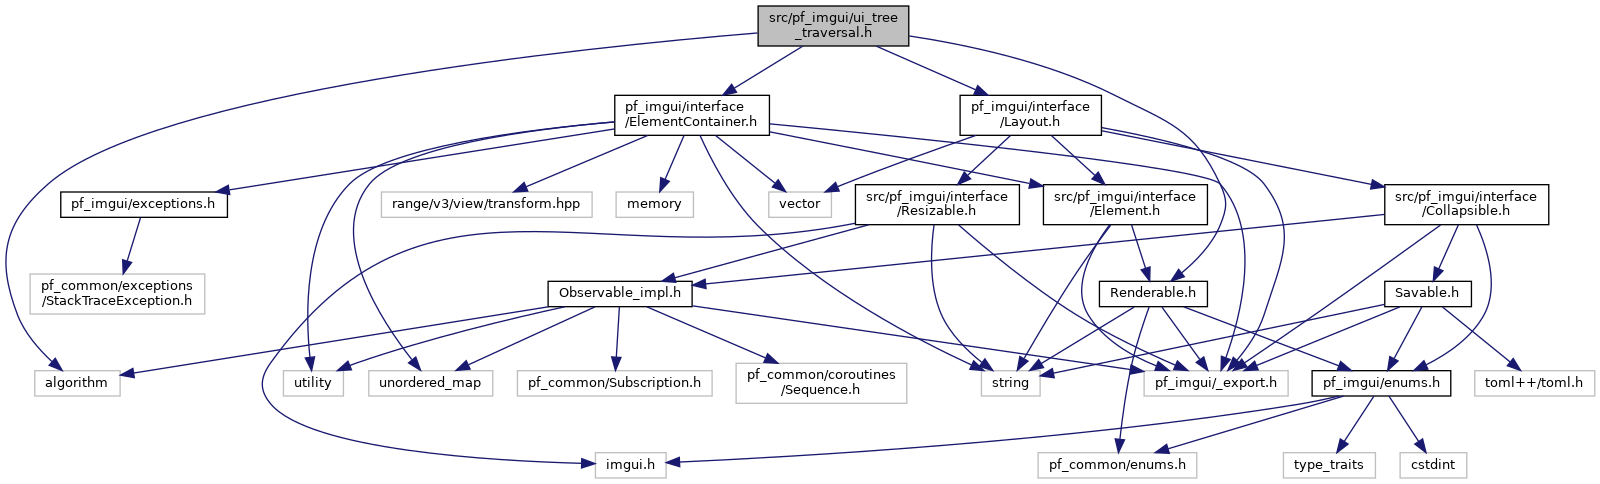 src/pf_imgui/ui_tree
_traversal.h
pf_imgui/interface
/ElementContainer.h
pf_imgui/interface
/Layout.h
pf_imgui/exceptions.h
range/v3/view/transform.hpp
memory
vector
src/pf_imgui/interface
/Resizable.h
src/pf_imgui/interface
/Element.h
src/pf_imgui/interface
/Collapsible.h
pf_common/exceptions
/StackTraceException.h
Observable_impl.h
Renderable.h
Savable.h
algorithm
utility
unordered_map
pf_common/Subscription.h
pf_common/coroutines
/Sequence.h
string
pf_imgui/_export.h
pf_imgui/enums.h
toml++/toml.h
imgui.h
pf_common/enums.h
type_traits
cstdint